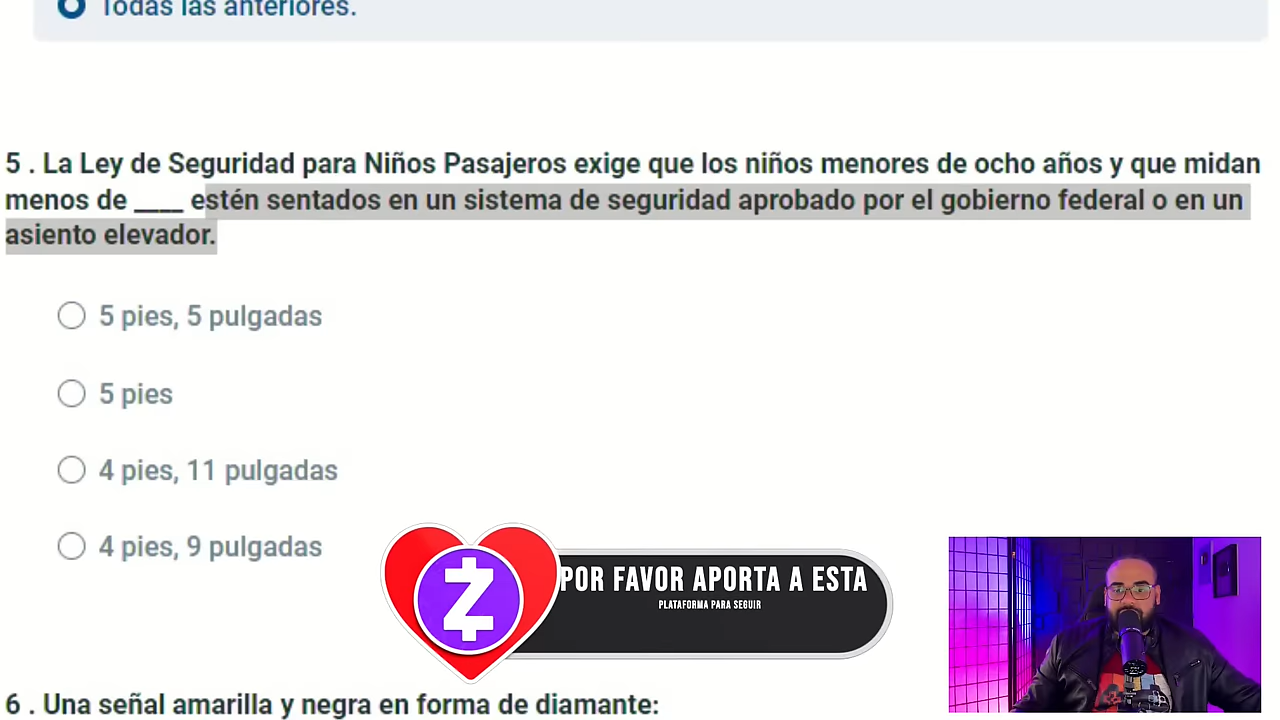 Todas las anteriores.
5 . La Ley de Seguridad para Niños Pasajeros exige que los niños menores de ocho años y que midan
menos de ____ estén sentados en un sistema de seguridad aprobado por el gobierno federal o en un
asiento elevador.
5 pies, 5 pulgadas
5 pies
4 pies, 11 pulgadas
4 pies, 9 pulgadas
POR FAVOR APORTA A ESTA
PLATAFORMA PARA SEGUIR
6 . Una señal amarilla y negra en forma de diamante: